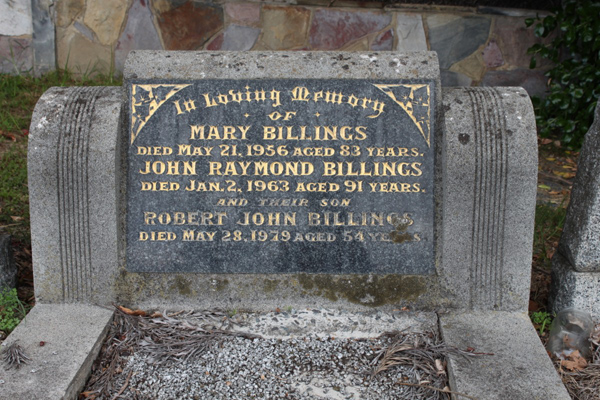 In Loving Memory
OF
MARY BILLINGS
DIED MAY 21, 1956 AGED 83 YEARS.
JOHN RAYMOND BILLINGS
DIED JAN. 2, 1963 AGED 91 YEARS.
AND THEIR SON
ROBERT JOHN BILLINGS
DIED MAY 28, 1979 AGED 54 YEARS.